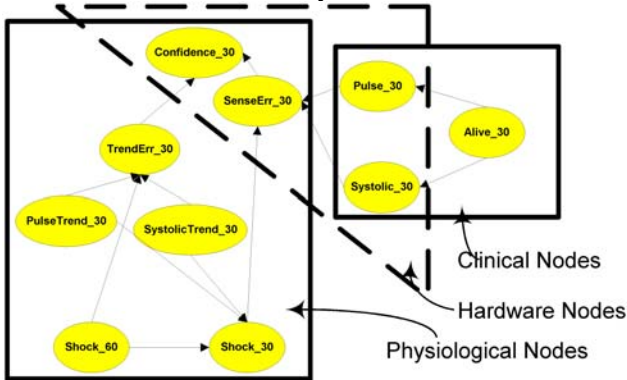 Confidence_30
SenseErr_30
Pulse_30
Alive_30
TrendErr_30
Systolic_30
PulseTrend_30
SystolicTrend_30
Clinical Nodes
Hardware Nodes
Shock_60
Shock_30
Physiological Nodes